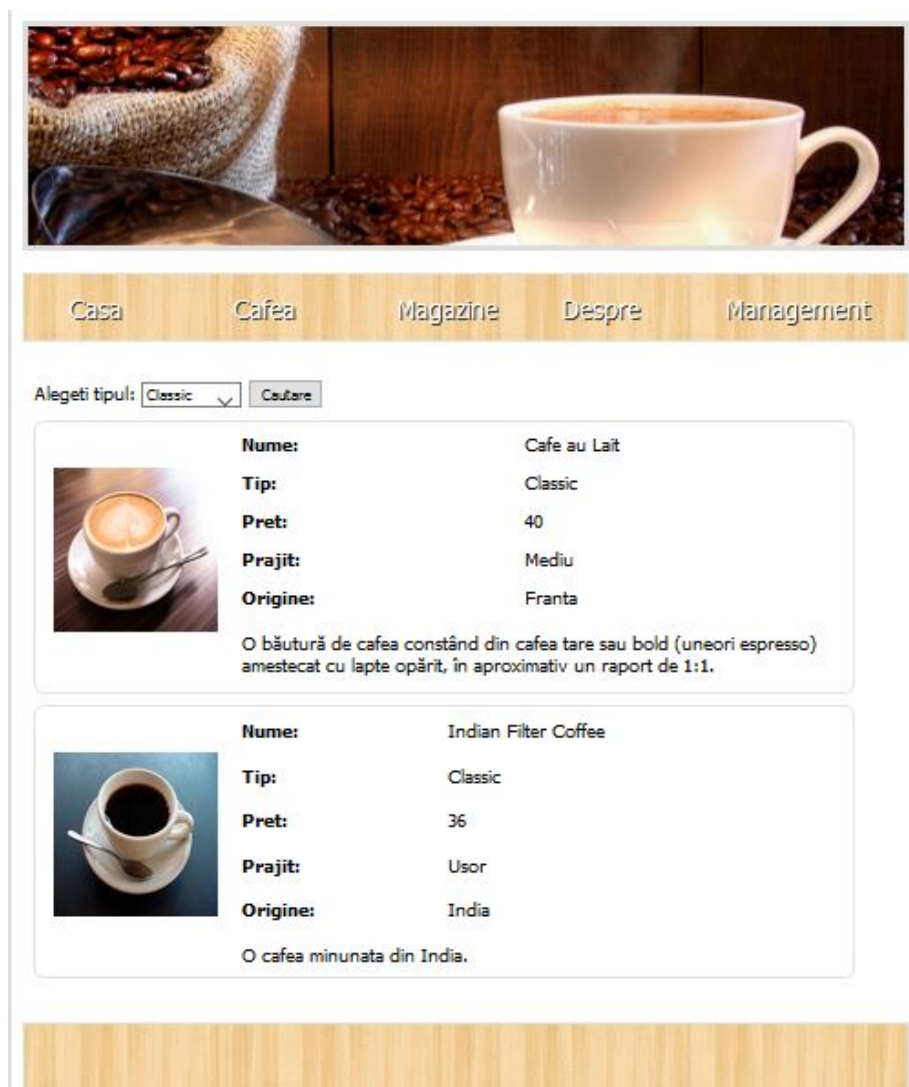 Casa Cafea Magazine Despre Management
Alegeti tipul: Classic Cautare
Nume: Cafe au Lait
Tip: Classic
Pret: 40
Prajit: Mediu
Origine: Franta
O băutură de cafea constând din cafea tare sau bold (uneori espresso)
amestecat cu lapte opărit, în aproximativ un raport de 1:1.
Nume: Indian Filter Coffee
Tip: Classic
Pret: 36
Prajit: Usor
Origine: India
O cafea minunata din India.